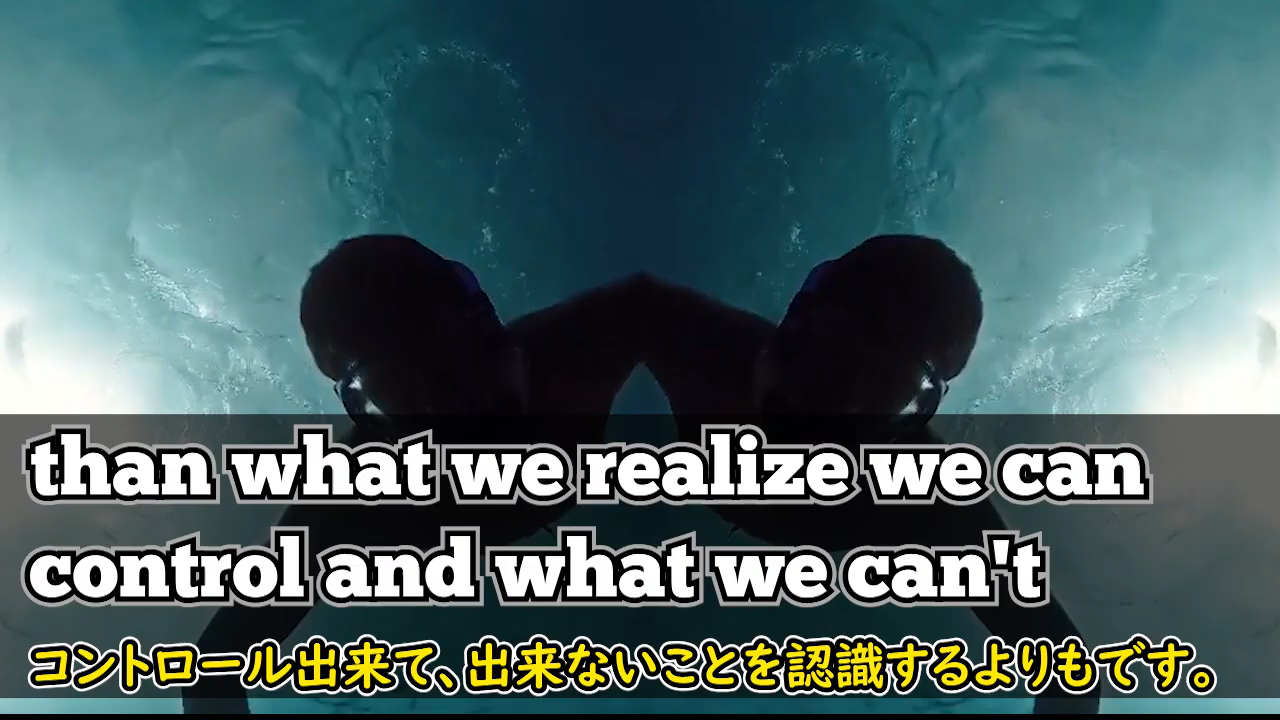 than what we realize we can
control and what we can't
コントロール出来て、出来ないことを認識するよりもです。